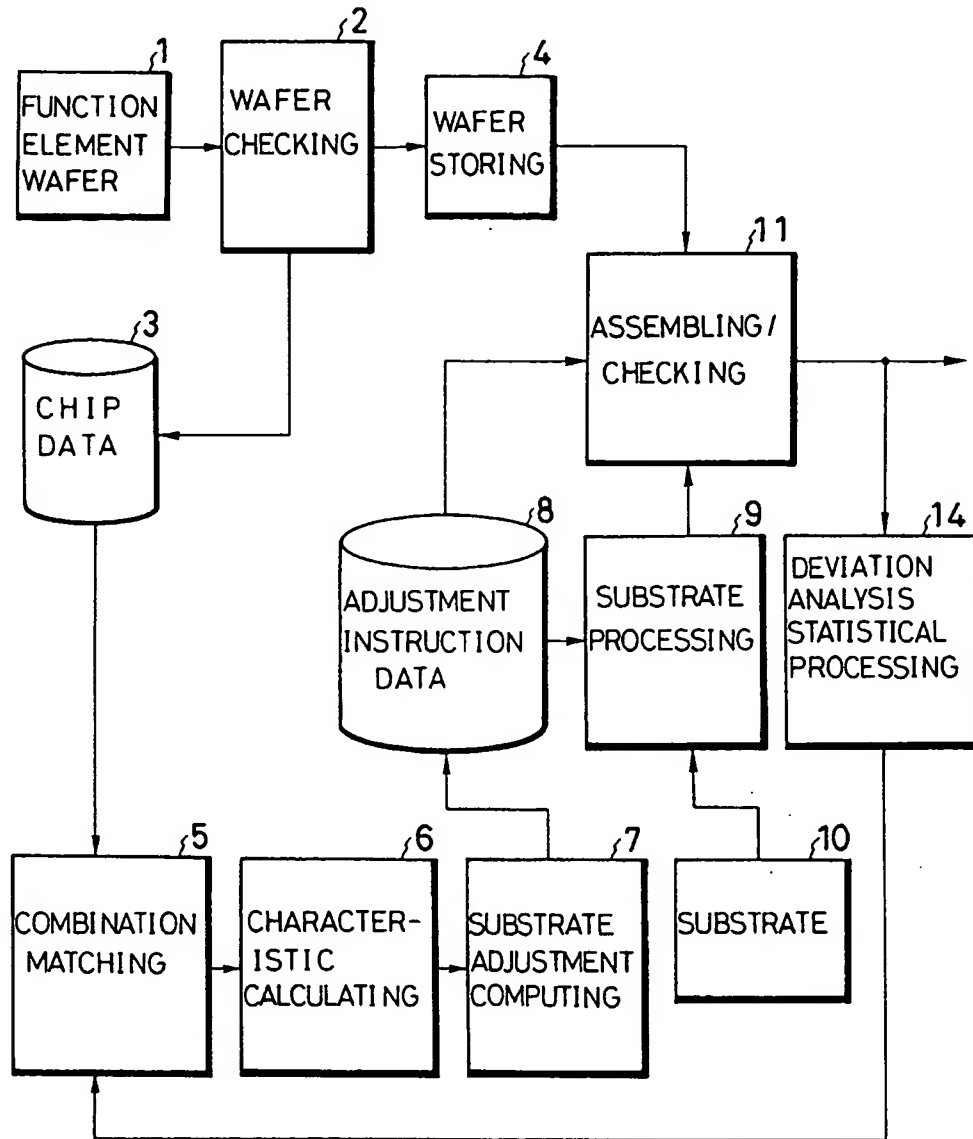 1
FUNCTION
ELEMENT
WAFER
2
WAFER
CHECKING
4
WAFER
STORING
11
ASSEMBLING/
CHECKING
3
CHIP
DATA
8
ADJUSTMENT
INSTRUCTION
DATA
9
SUBSTRATE
PROCESSING
14
DEVIATION
ANALYSIS
STATISTICAL
PROCESSING
5
COMBINATION
MATCHING
6
CHARACTER-
ISTIC
CALCULATING
7
SUBSTRATE
ADJUSTMENT
COMPUTING
10
SUBSTRATE